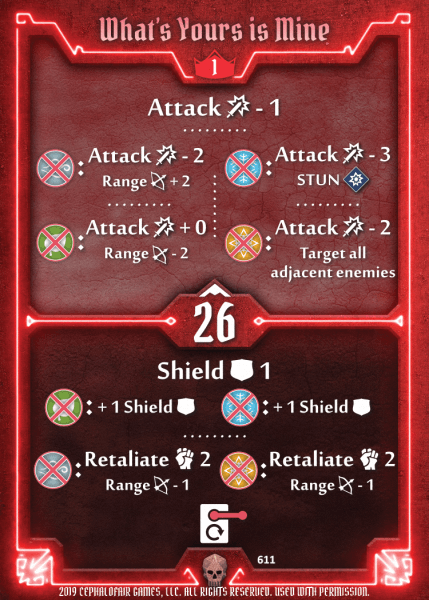 What's Yours is Mine
1
Attack - 1
: Attack - 2
Range + 2
: Attack - 3
STUN
: Attack + 0
Range - 2
: Attack - 2
Target all
adjacent enemies
26
Shield 1
: + 1 Shield
: + 1 Shield
: Retaliate 2
Range - 1
: Retaliate 2
Range - 1
611
2019 CEPHALOFAIR GAMES, LLC. ALL RIGHTS RESERVED. USED WITH PERMISSION.